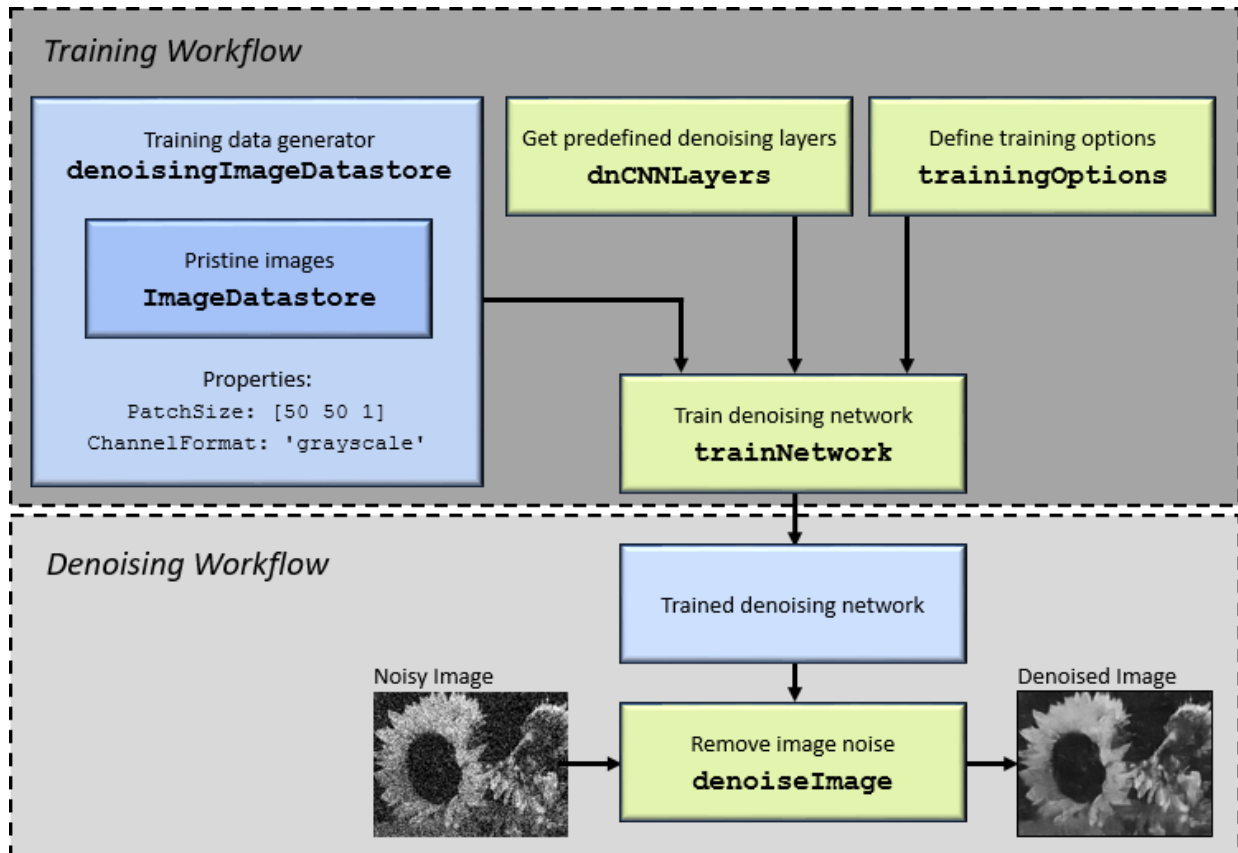 Training Workflow
Training data generator
denoisingImageDatastore
Pristine images
ImageDatastore
Properties:
PatchSize: [50 50 1]
ChannelFormat: 'grayscale'
Get predefined denoising layers
dnCNNLayers
Define training options
trainingOptions
Train denoising network
trainNetwork
Denoising Workflow
Trained denoising network
Noisy Image
Remove image noise
denoiseImage
Denoised Image